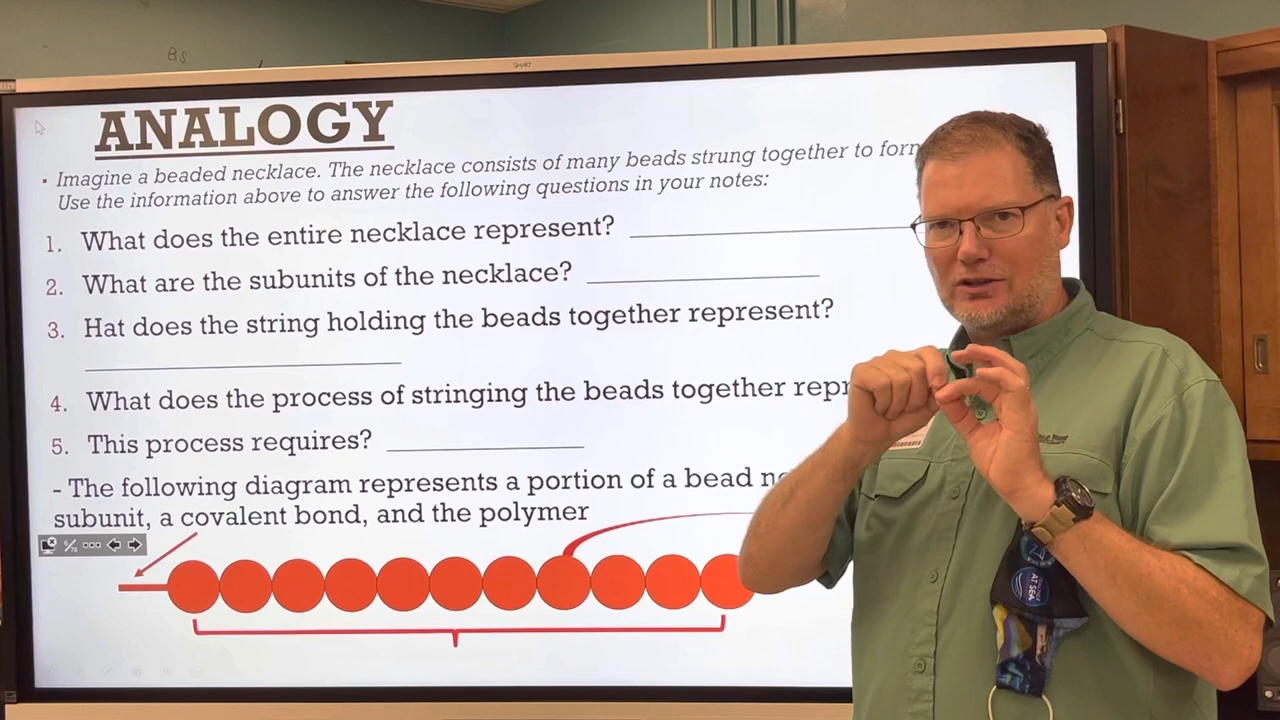 BS
SMART
ANALOGY
Imagine a beaded necklace. The necklace consists of many beads strung together to
Use the information above to answer the following questions in your notes:
1. What does the entire necklace represent?
2. What are the subunits of the necklace?
3. Hat does the string holding the beads together represent?
4. What does the process of stringing the beads together
5. This process requires?
- The following diagram represents a portion of a bead
subunit, a covalent bond, and the polymer
AT SEA